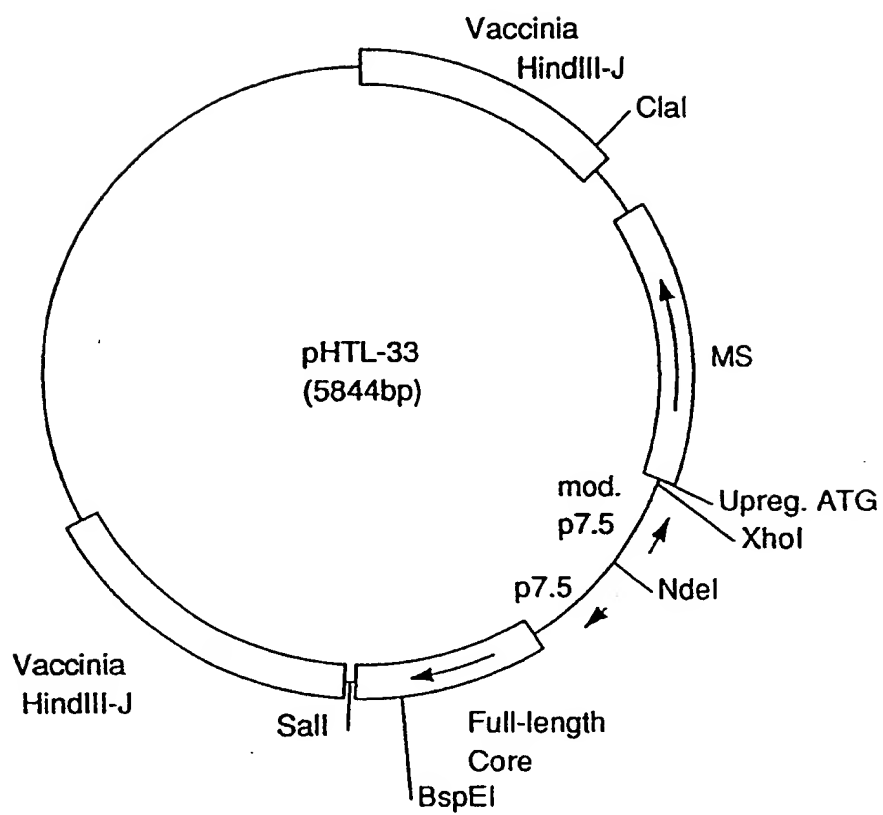 Vaccinia
HindIII-J
ClaI
pHTL-33
(5844bp)
MS
mod.
p7.5
Upreg. ATG
XhoI
p7.5
NdeI
Vaccinia
HindIII-J
SalI
Full-length
Core
BspEI